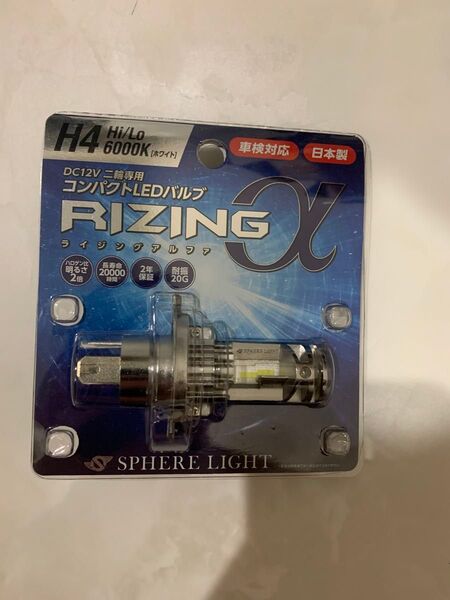 H4 Hi/Lo
6000K [ホワイト]
車検対応
日本製
DC12V 二輪専用
コンパクトLEDバルブ
RIZINGα
ライジングアルファ
ハロゲン比
明るさ
2倍
長寿命
20000
時間
2年
保証
耐振
20G
SPHERE LIGHT
SPHERE LIGHT